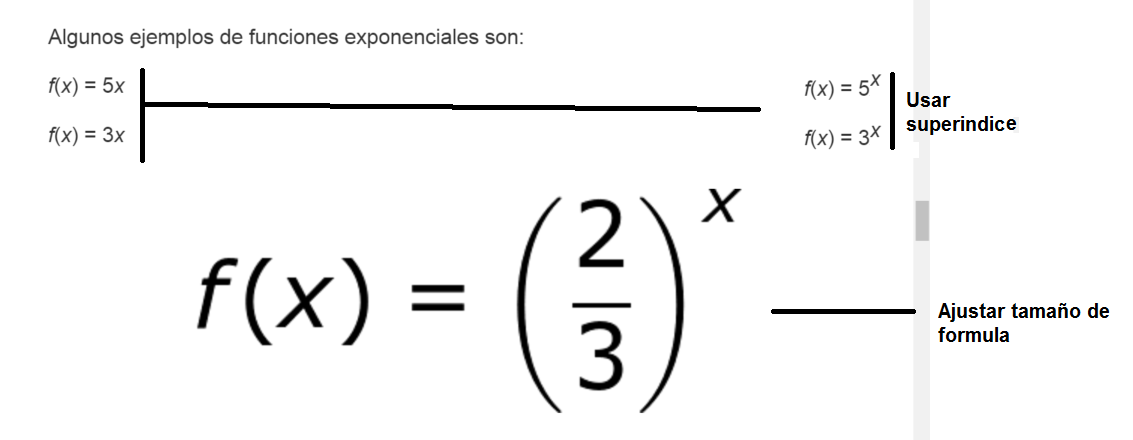 Algunos ejemplos de funciones exponenciales son:
f(x) = 5x
f(x) = 3x
f(x) = 5ˣ
f(x) = 3ˣ
Usar
superindice
f(x) = (2/3)ˣ
Ajustar tamaño de
formula